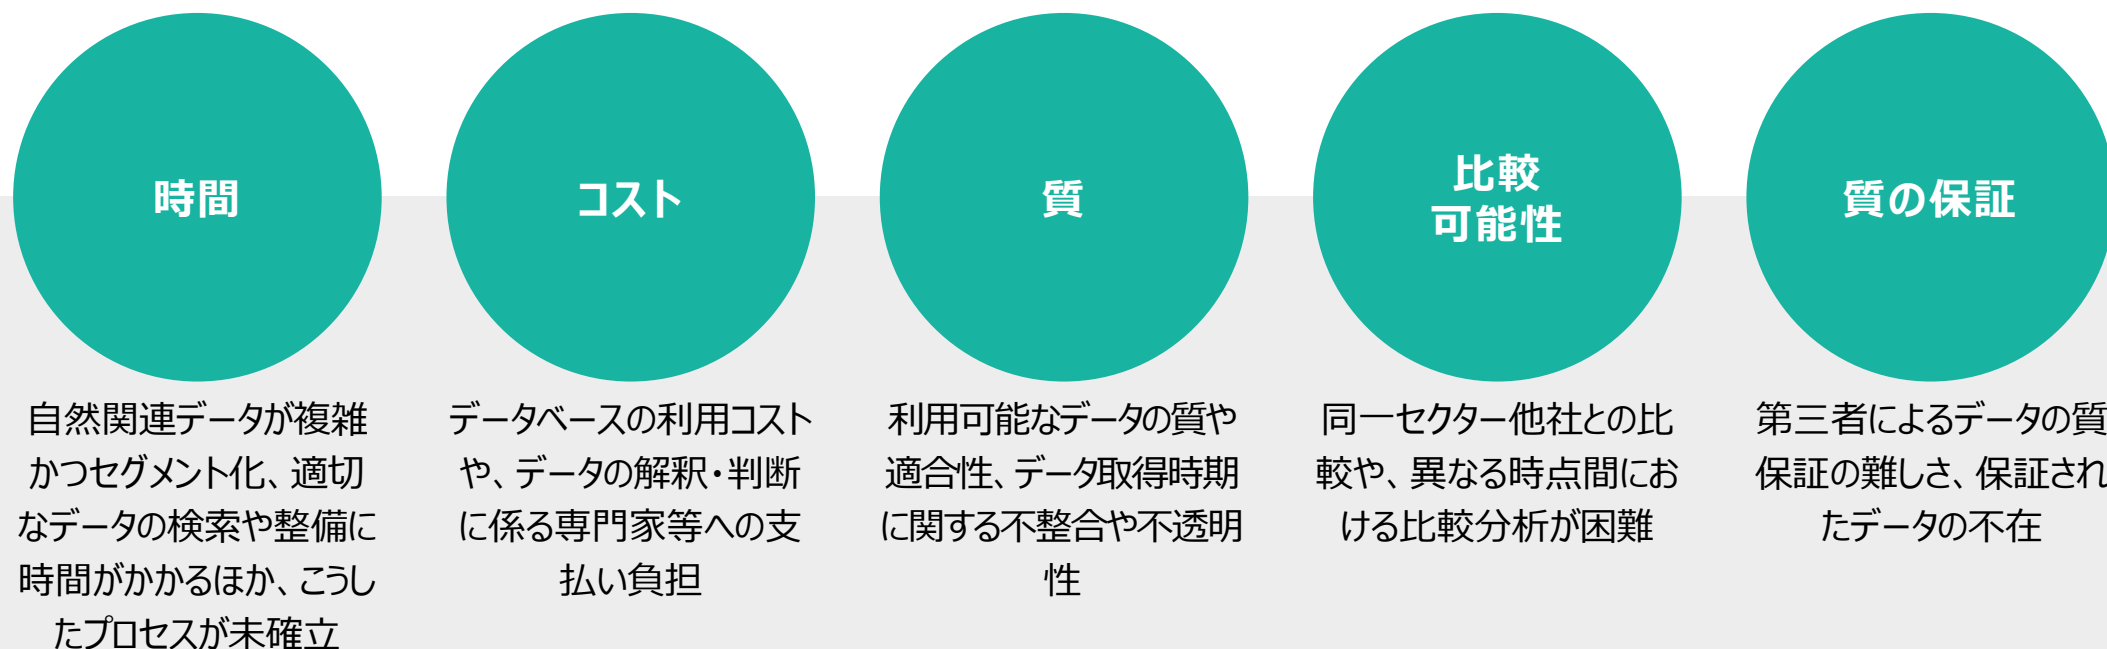 時間
自然関連データが複雑
かつセグメント化、適切
なデータの検索や整備に
時間がかかるほか、こうし
たプロセスが未確立
コスト
データベースの利用コスト
や、データの解釈・判断
に係る専門家等への支
払い負担
質
利用可能なデータの質や
適合性、データ取得時期
に関する不整合や不透明
性
比較
可能性
同一セクター他社との比
較や、異なる時点間にお
ける比較分析が困難
質の保証
第三者によるデータの質
保証の難しさ、保証され
たデータの不在